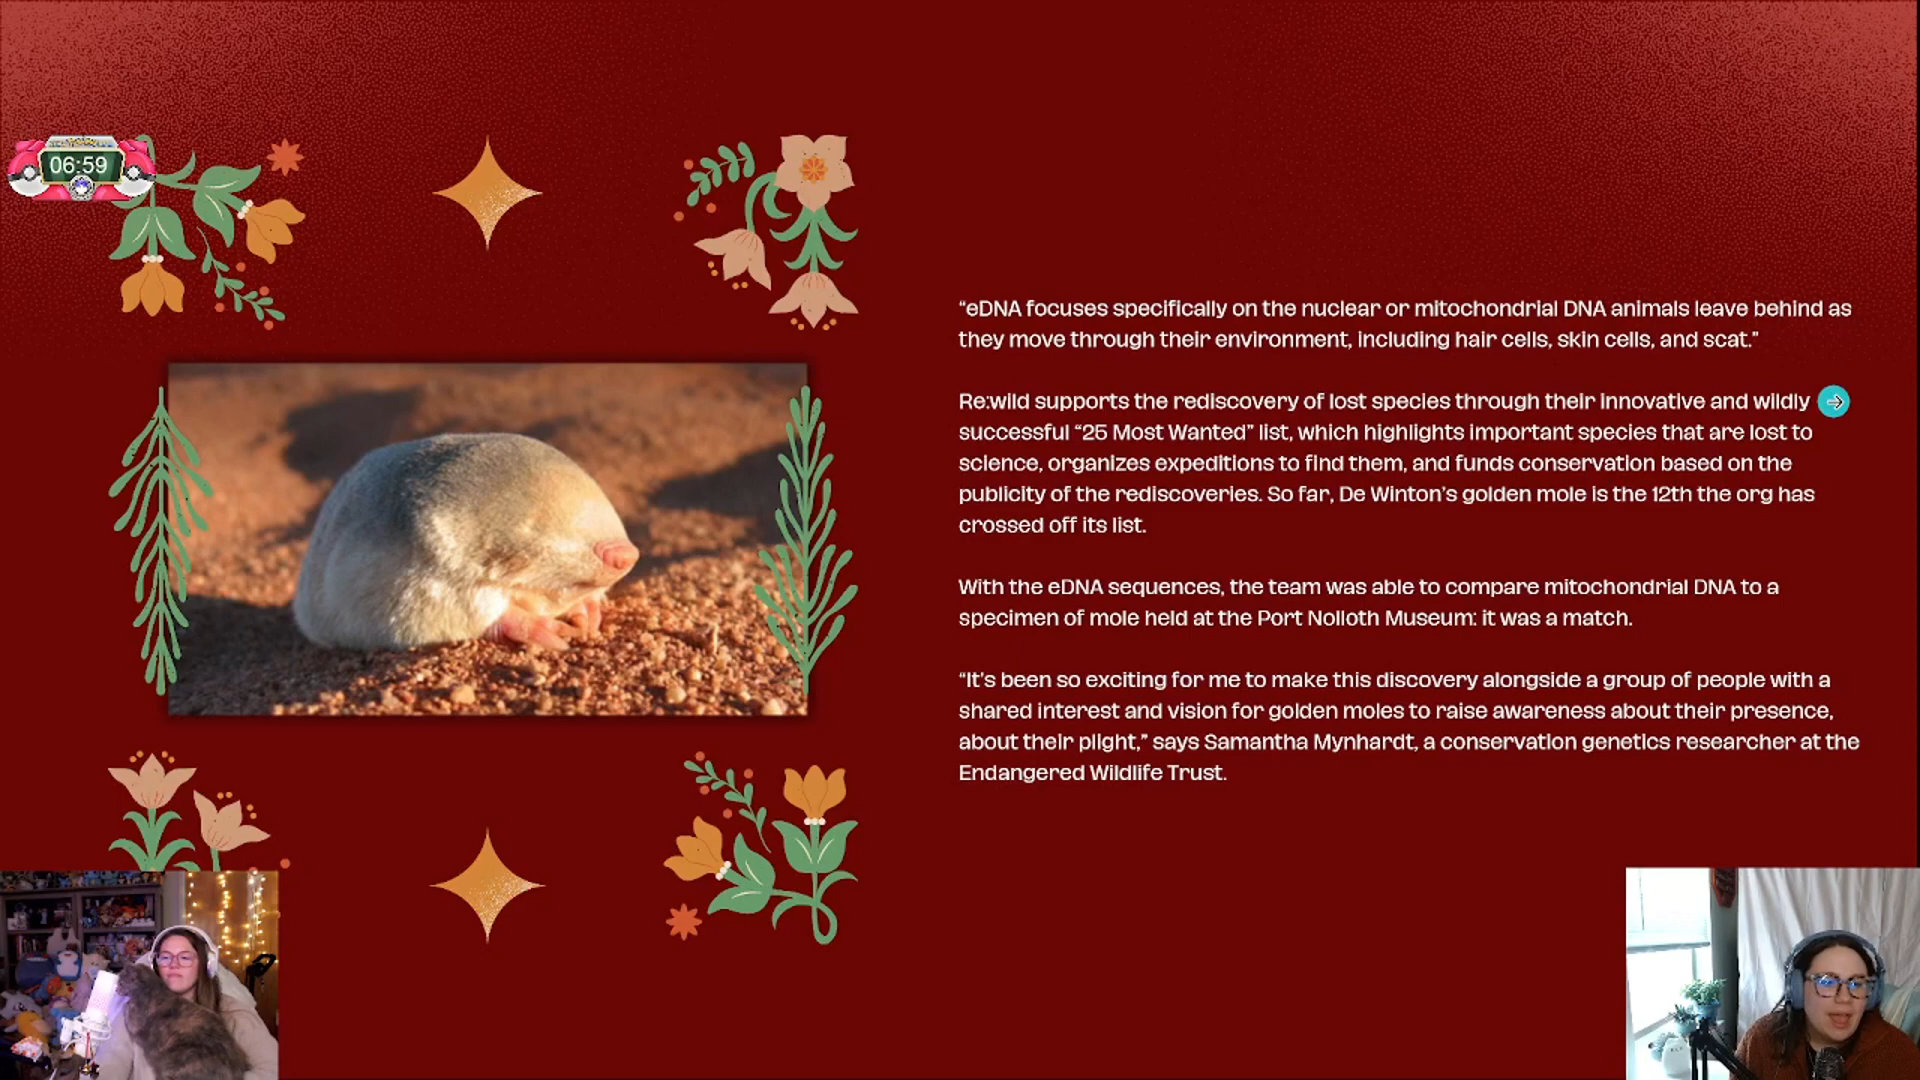 06:59
“eDNA focuses specifically on the nuclear or mitochondrial DNA animals leave behind as
they move through their environment, including hair cells, skin cells, and scat.”
Re:wild supports the rediscovery of lost species through their innovative and wildly
successful “25 Most Wanted” list, which highlights important species that are lost to
science, organizes expeditions to find them, and funds conservation based on the
publicity of the rediscoveries. So far, De Winton’s golden mole is the 12th the org has
crossed off its list.
With the eDNA sequences, the team was able to compare mitochondrial DNA to a
specimen of mole held at the Port Nolloth Museum: it was a match.
“It’s been so exciting for me to make this discovery alongside a group of people with a
shared interest and vision for golden moles to raise awareness about their presence,
about their plight,” says Samantha Mynhardt, a conservation genetics researcher at the
Endangered Wildlife Trust.